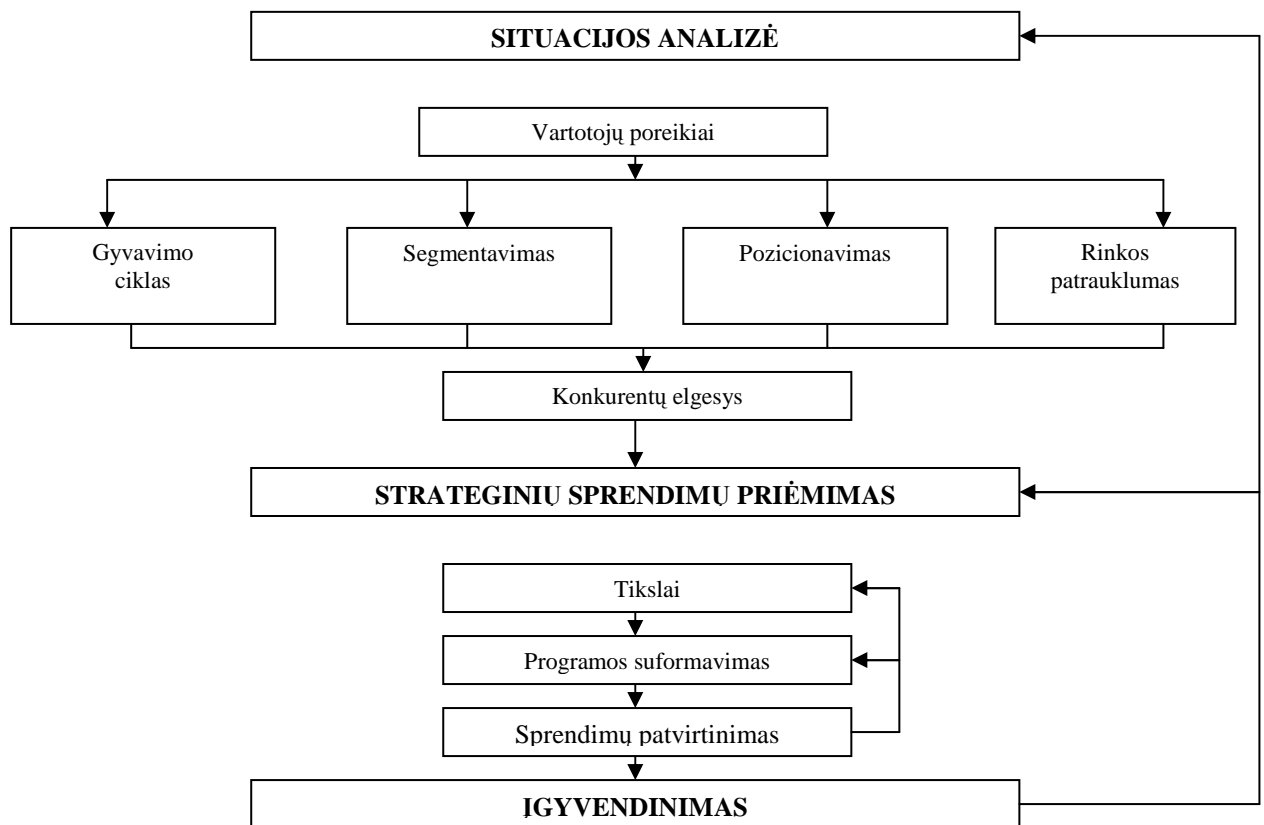 SITUACIJOS ANALIZĖ
Vartotojų poreikiai
Gyvavimo
ciklas
Segmentavimas
Pozicionavimas
Rinkos
patrauklumas
Konkurentų elgesys
STRATEGINIŲ SPRENDIMŲ PRIĖMIMAS
Tikslai
Programos suformavimas
Sprendimų patvirtinimas
ĮGYVENDINIMAS